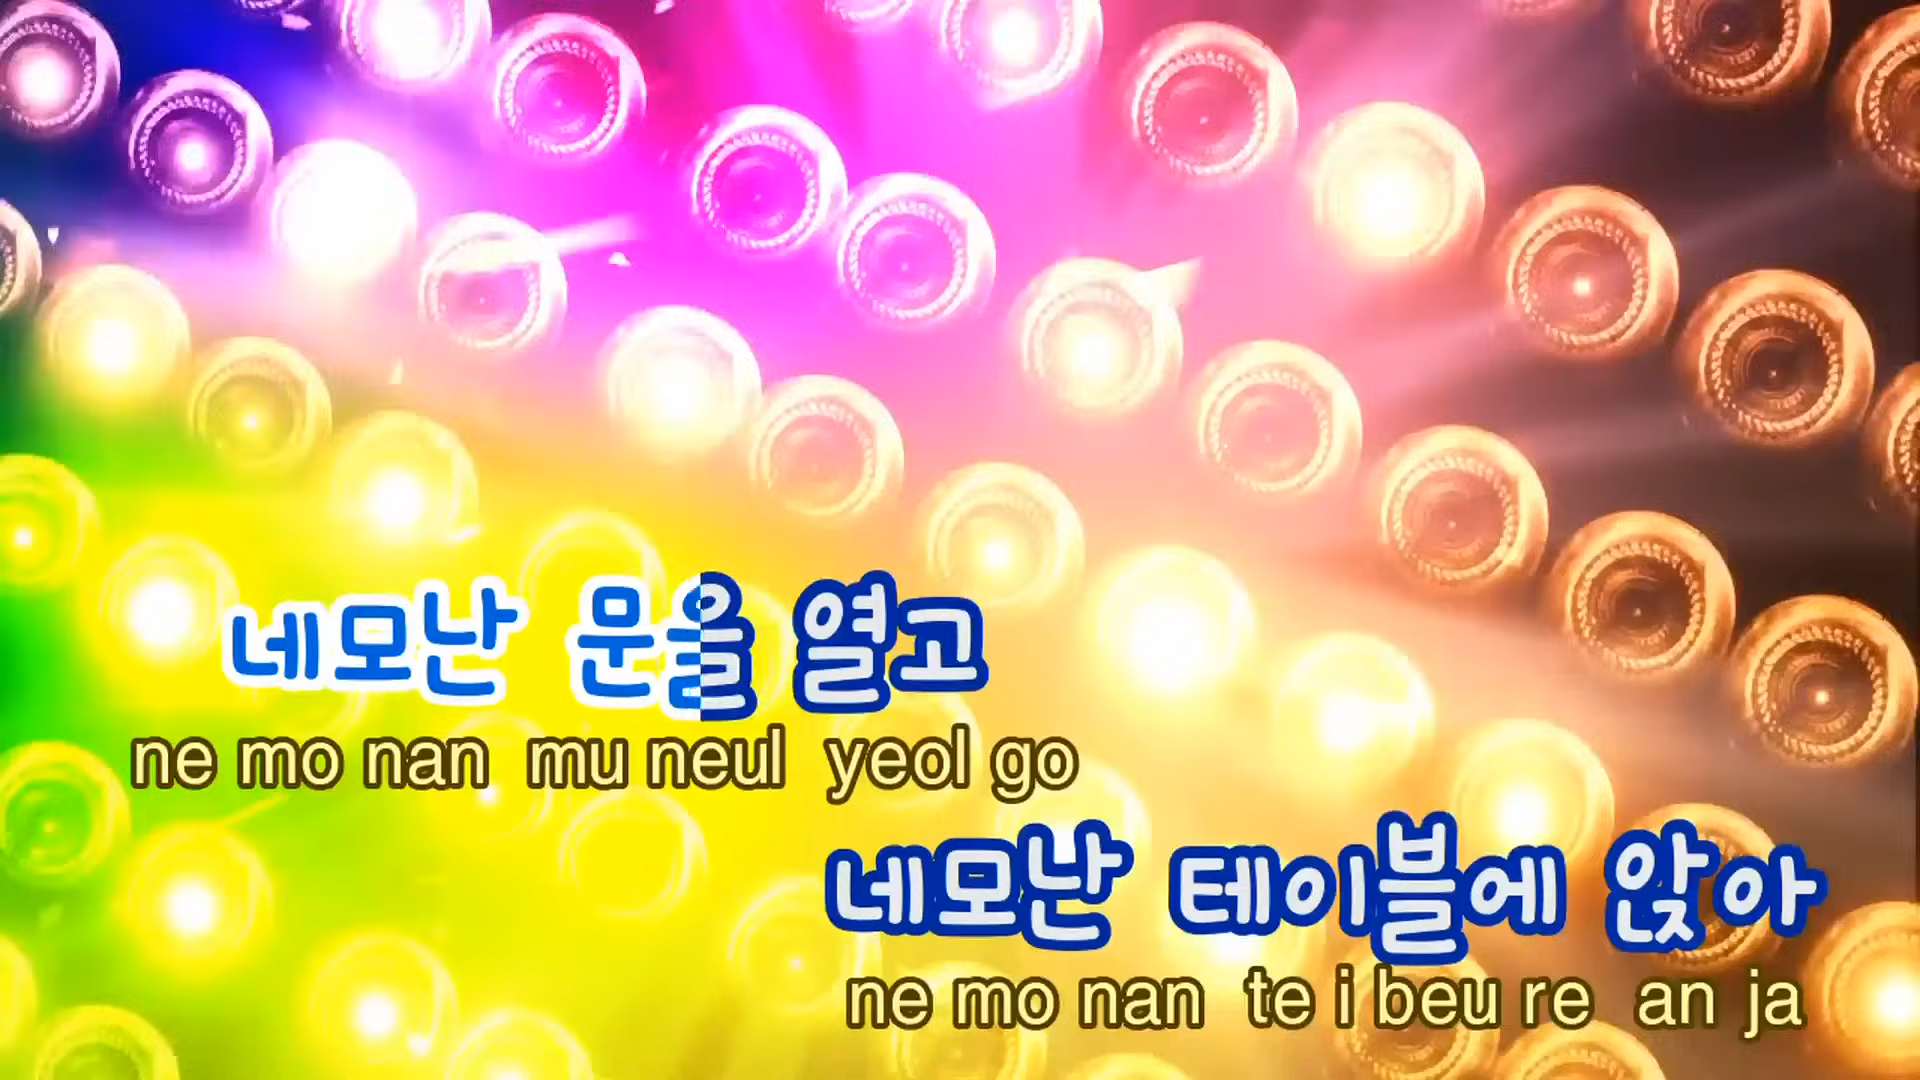 네모난 문을 열고
ne mo nan mu neul yeol go
네모난 테이블에 앉아
ne mo nan te i beu re an ja